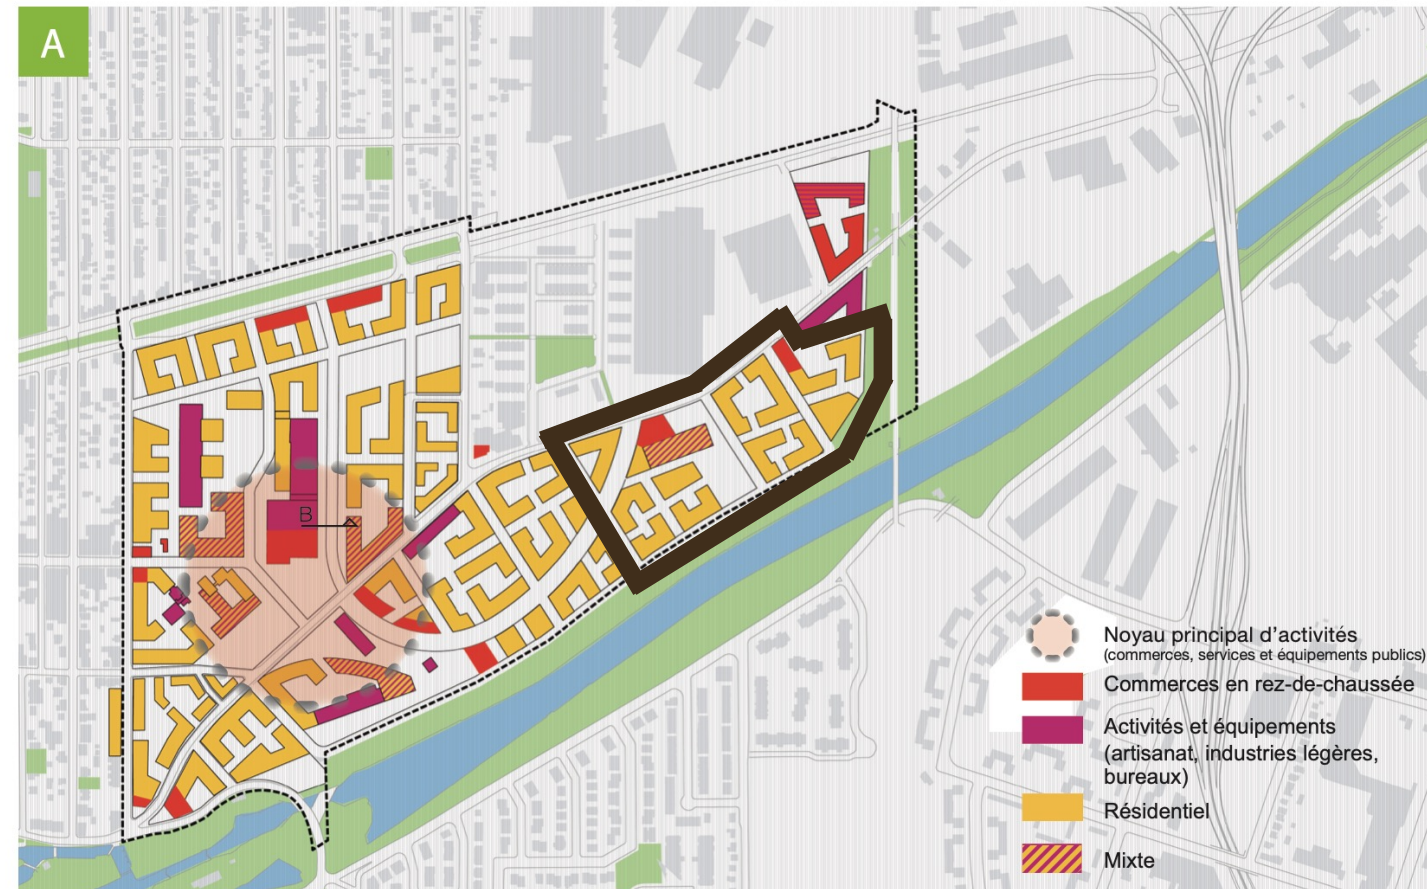 A
B
Noyau principal d’activités
(commerces, services et équipements publics)
Commerces en rez-de-chaussée
Activités et équipements
(artisanat, industries légères,
bureaux)
Résidentiel
Mixte